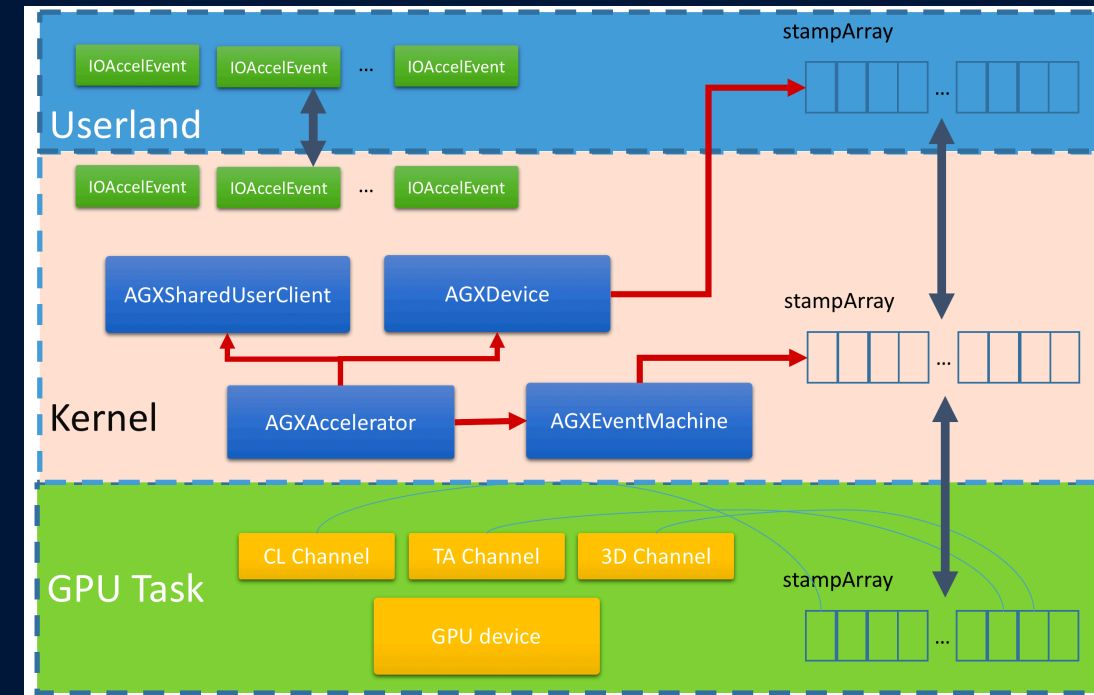 stampArray
IOAccelEvent
IOAccelEvent
...
IOAccelEvent
...
Userland
IOAccelEvent
IOAccelEvent
...
IOAccelEvent
AGXSharedUserClient
AGXDevice
stampArray
...
Kernel
AGXAccelerator
AGXEventMachine
CL Channel
TA Channel
3D Channel
GPU Task
stampArray
GPU device
...